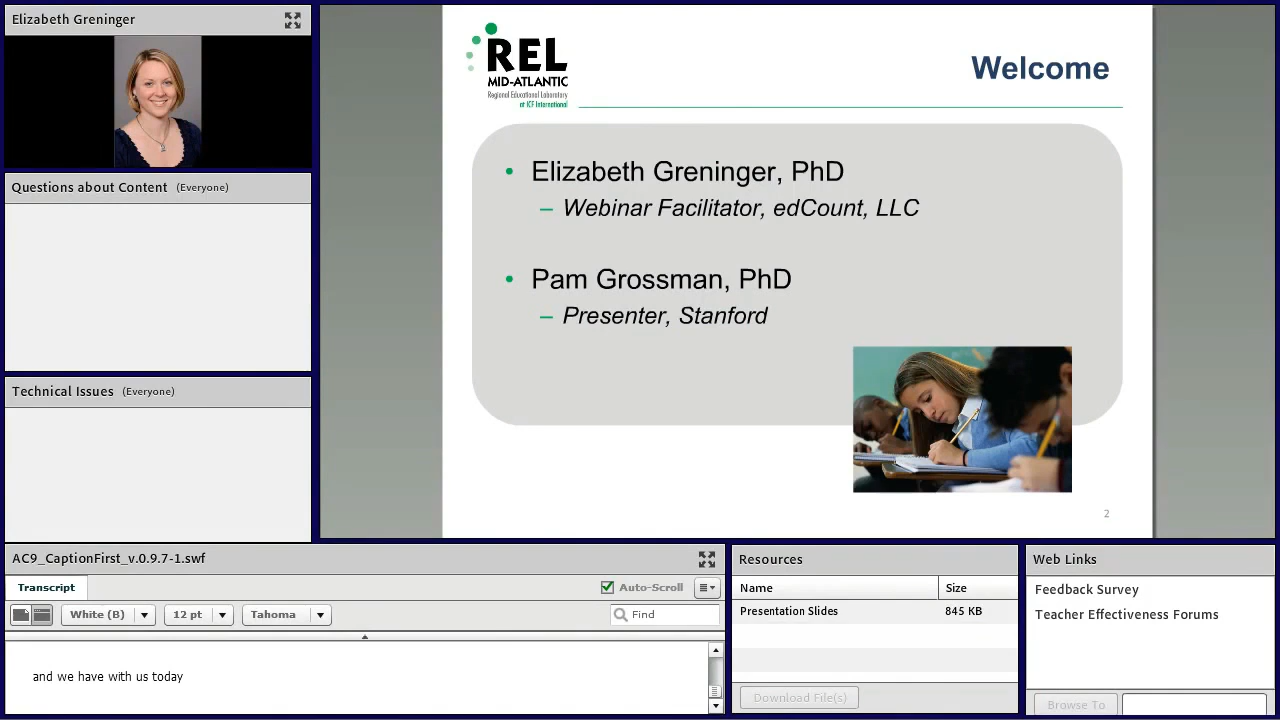 Elizabeth Greninger
Questions about Content (Everyone)
Technical Issues (Everyone)
REL
MID-ATLANTIC
Regional Educational Laboratory
at ICF International
Welcome
• Elizabeth Greninger, PhD
– Webinar Facilitator, edCount, LLC
• Pam Grossman, PhD
– Presenter, Stanford
2
AC9_CaptionFirst_v.0.9.7-1.swf
Transcript
Auto-Scroll
White (B)
12 pt
Tahoma
Find
and we have with us today
Resources
Name Size
Presentation Slides 845 KB
Download File(s)
Web Links
Feedback Survey
Teacher Effectiveness Forums
Browse To